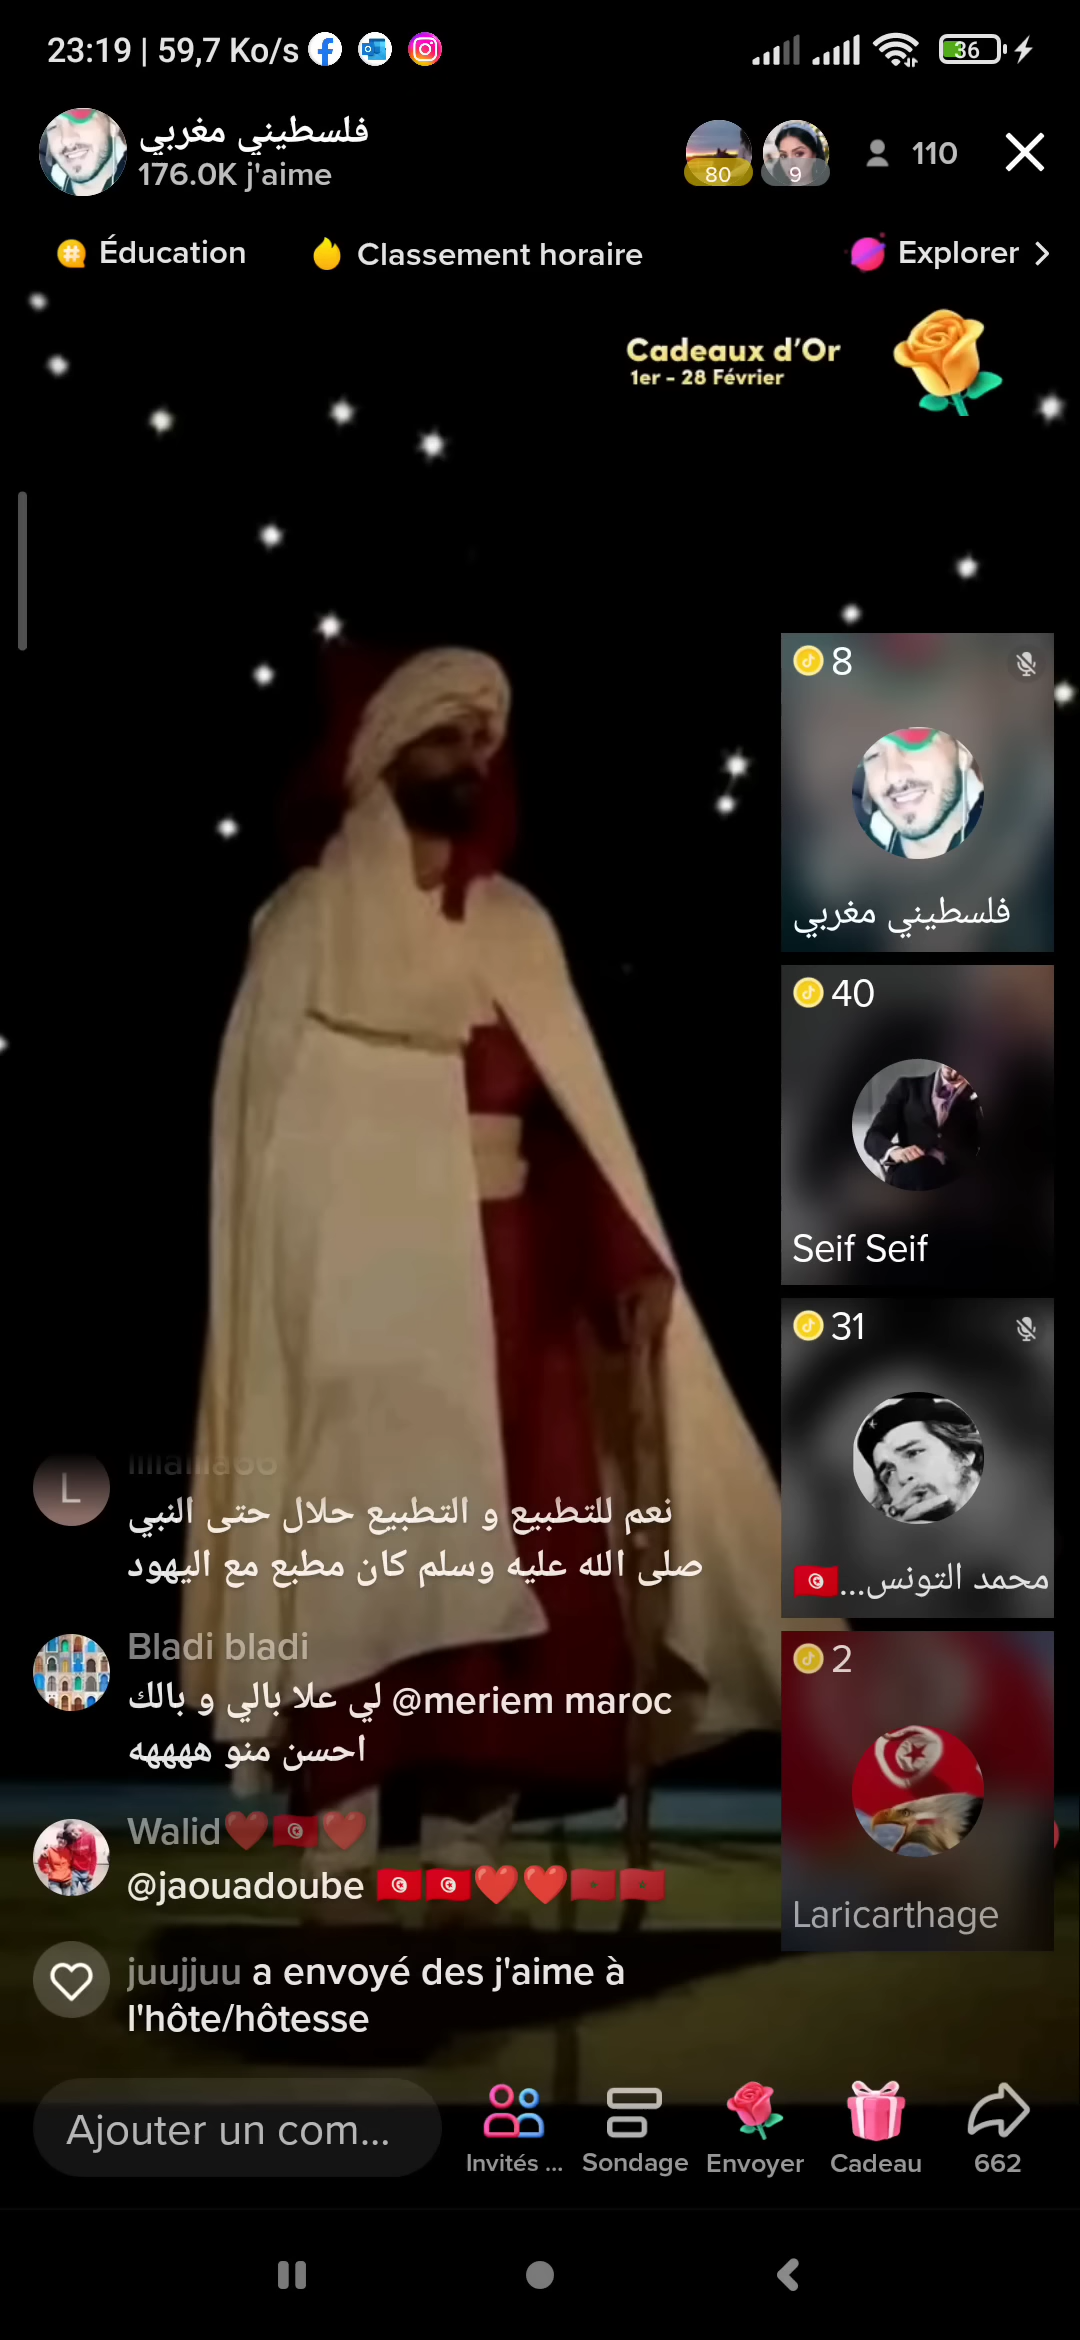 23:19 | 59,7 Ko/s
36
فلسطيني مغربي
176.0K j'aime
80
9
110
Éducation
Classement horaire
Explorer
Cadeaux d'Or
1er - 28 Février
8
فلسطيني مغربي
40
Seif Seif
31
محمد التونس...
2
Laricarthage
L
نعم للتطبيع و التطبيع حلال حتى النبي
صلى الله عليه وسلم كان مطبع مع اليهود
Bladi bladi
@meriem maroc لي علا بالي و بالك
احسن منو ههههه
Walid❤️🇹🇳❤️
@jaouadoube 🇹🇳🇹🇳❤️❤️🇲🇦🇲🇦
juujjuu a envoyé des j'aime à
l'hôte/hôtesse
Ajouter un com...
Invités ...
Sondage
Envoyer
Cadeau
662